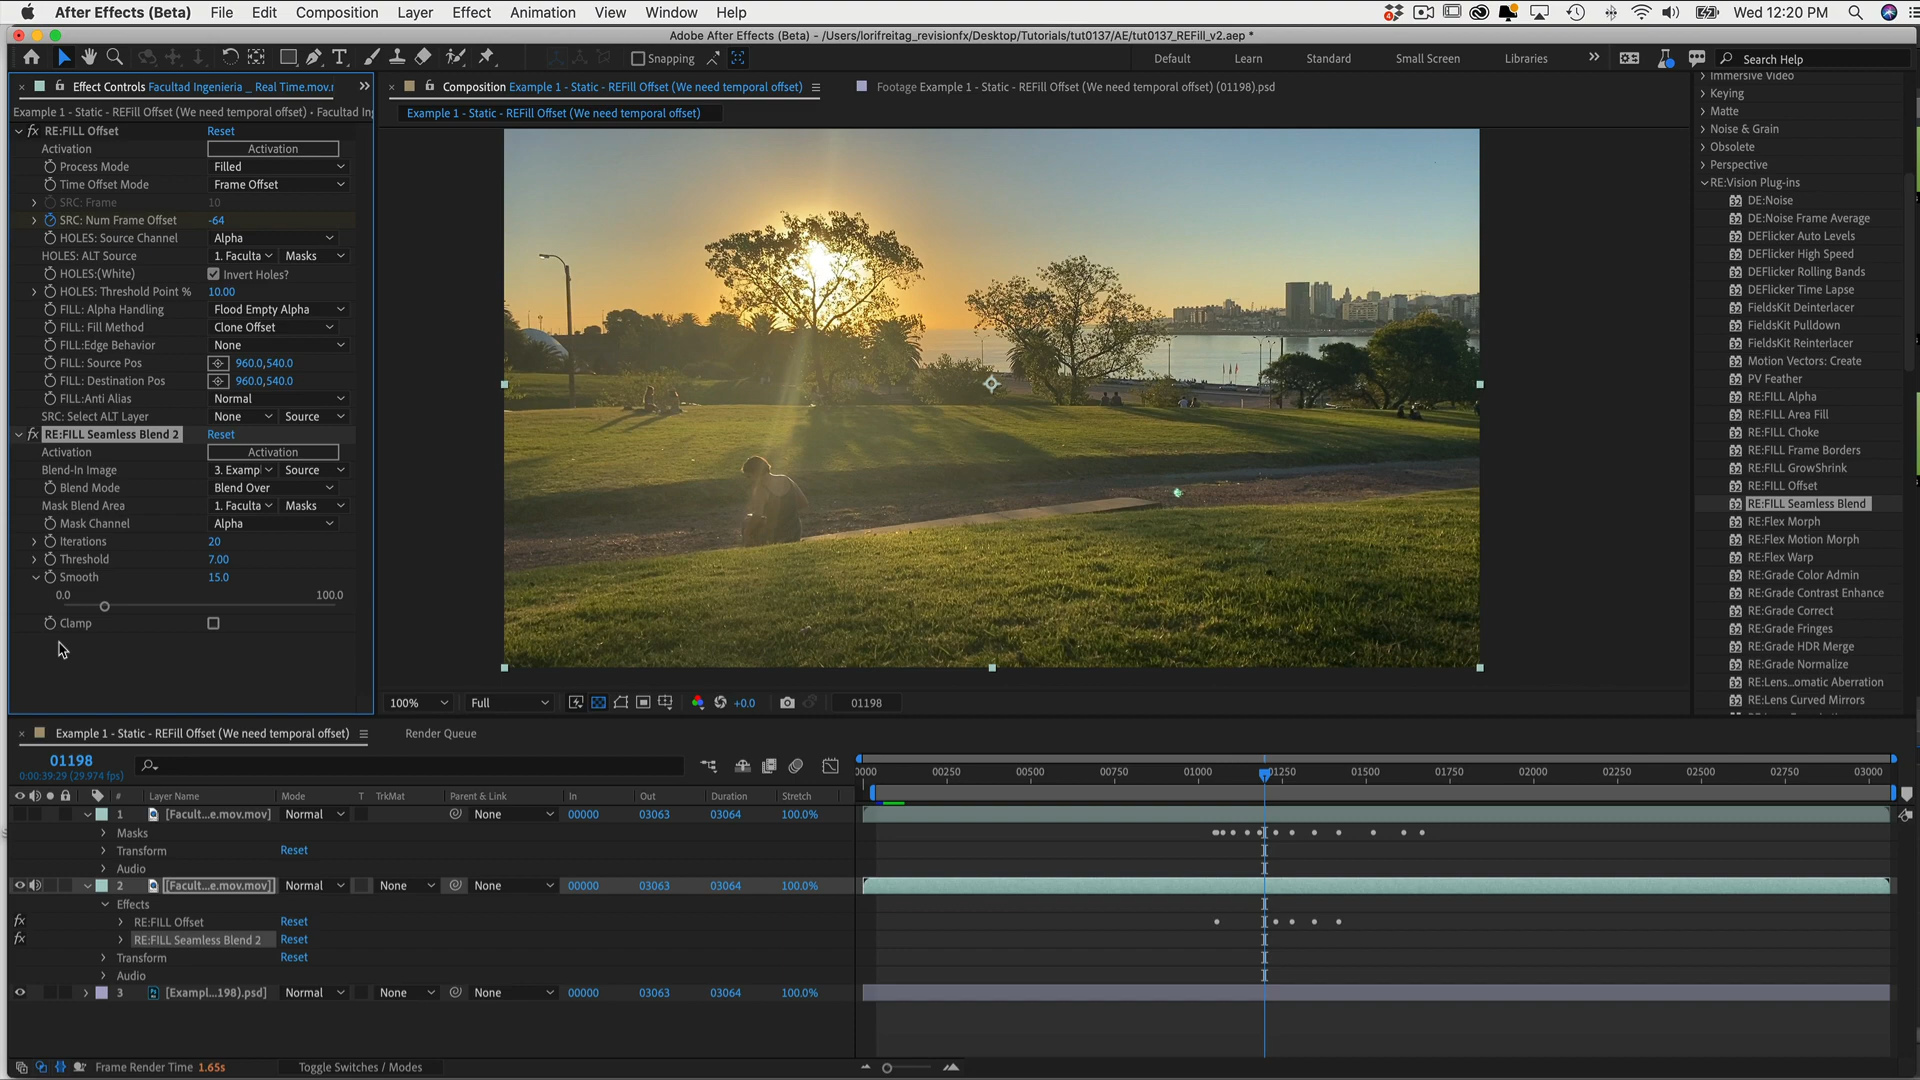 After Effects (Beta) File Edit Composition Layer Effect Animation View Window Help Wed 12:20 PM
Adobe After Effects (Beta) - /Users/lorifreitag_revisionfx/Desktop/Tutorials/tut0137/AE/tut0137_REFill_v2.aep *
Snapping Default Learn Standard Small Screen Libraries Search Help
Effect Controls Facultad Ingenieria _ Real Time.mov.r
Composition Example 1 - Static - REFill Offset (We need temporal offset)
Footage Example 1 - Static - REFill Offset (We need temporal offset) (01198).psd
Example 1 - Static - REFill Offset (We need temporal offset) • Facultad Ing
Example 1 - Static - REFill Offset (We need temporal offset)
fx RE:FILL Offset Reset
Activation Activation
Process Mode Filled
Time Offset Mode Frame Offset
SRC: Frame 10
SRC: Num Frame Offset -64
HOLES: Source Channel Alpha
HOLES: ALT Source 1. Faculta Masks
HOLES:(White) Invert Holes?
HOLES: Threshold Point % 10.00
FILL: Alpha Handling Flood Empty Alpha
FILL: Fill Method Clone Offset
FILL:Edge Behavior None
FILL: Source Pos 960.0,540.0
FILL: Destination Pos 960.0,540.0
FILL:Anti Alias Normal
SRC: Select ALT Layer None Source
fx RE:FILL Seamless Blend 2 Reset
Activation Activation
Blend-In Image 3. Exampl Source
Blend Mode Blend Over
Mask Blend Area 1. Faculta Masks
Mask Channel Alpha
Iterations 20
Threshold 7.00
Smooth 15.0
0.0 100.0
Clamp
Immersive Video
Keying
Matte
Noise & Grain
Obsolete
Perspective
RE:Vision Plug-ins
DE:Noise
DE:Noise Frame Average
DEFlicker Auto Levels
DEFlicker High Speed
DEFlicker Rolling Bands
DEFlicker Time Lapse
FieldsKit Deinterlacer
FieldsKit Pulldown
FieldsKit Reinterlacer
Motion Vectors: Create
PV Feather
RE:FILL Alpha
RE:FILL Area Fill
RE:FILL Choke
RE:FILL Frame Borders
RE:FILL GrowShrink
RE:FILL Offset
RE:FILL Seamless Blend
RE:Flex Morph
RE:Flex Motion Morph
RE:Flex Warp
RE:Grade Color Admin
RE:Grade Contrast Enhance
RE:Grade Correct
RE:Grade Fringes
RE:Grade HDR Merge
RE:Grade Normalize
RE:Lens...omatic Aberration
RE:Lens Curved Mirrors
100% Full +0.0 01198
Example 1 - Static - REFill Offset (We need temporal offset) Render Queue
01198
0:00:39:29 (29.974 fps)
0000 00250 00500 00750 01000 01250 01500 01750 02000 02250 02500 02750 03000
# Layer Name Mode T TrkMat Parent & Link In Out Duration Stretch
1 [Facult...e.mov.mov] Normal None 00000 03063 03064 100.0%
Masks
Transform Reset
Audio
2 [Facult...e.mov.mov] Normal None None 00000 03063 03064 100.0%
Effects
fx RE:FILL Offset Reset
fx RE:FILL Seamless Blend 2 Reset
Transform Reset
Audio
3 [Exampl...198).psd] Normal None None 00000 03063 03064 100.0%
Frame Render Time 1.65s Toggle Switches / Modes